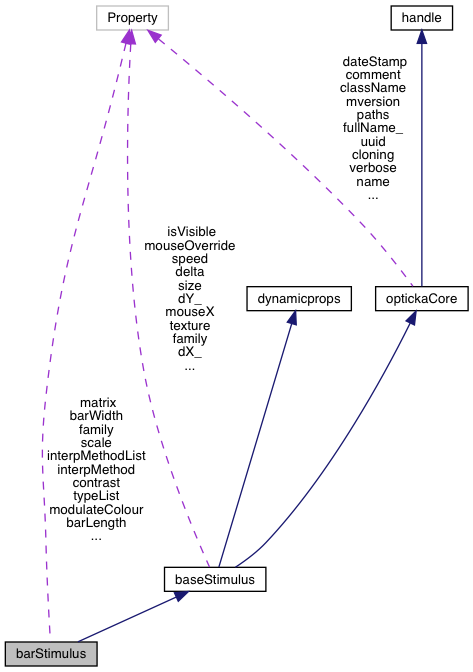 Property
handle
dateStamp
comment
className
mversion
paths
fullName_
uuid
cloning
verbose
name
...
isVisible
mouseOverride
speed
delta
size
dY_
mouseX
texture
family
dX_
...
dynamicprops
optickaCore
matrix
barWidth
family
scale
interpMethodList
interpMethod
contrast
typeList
modulateColour
barLength
...
baseStimulus
barStimulus